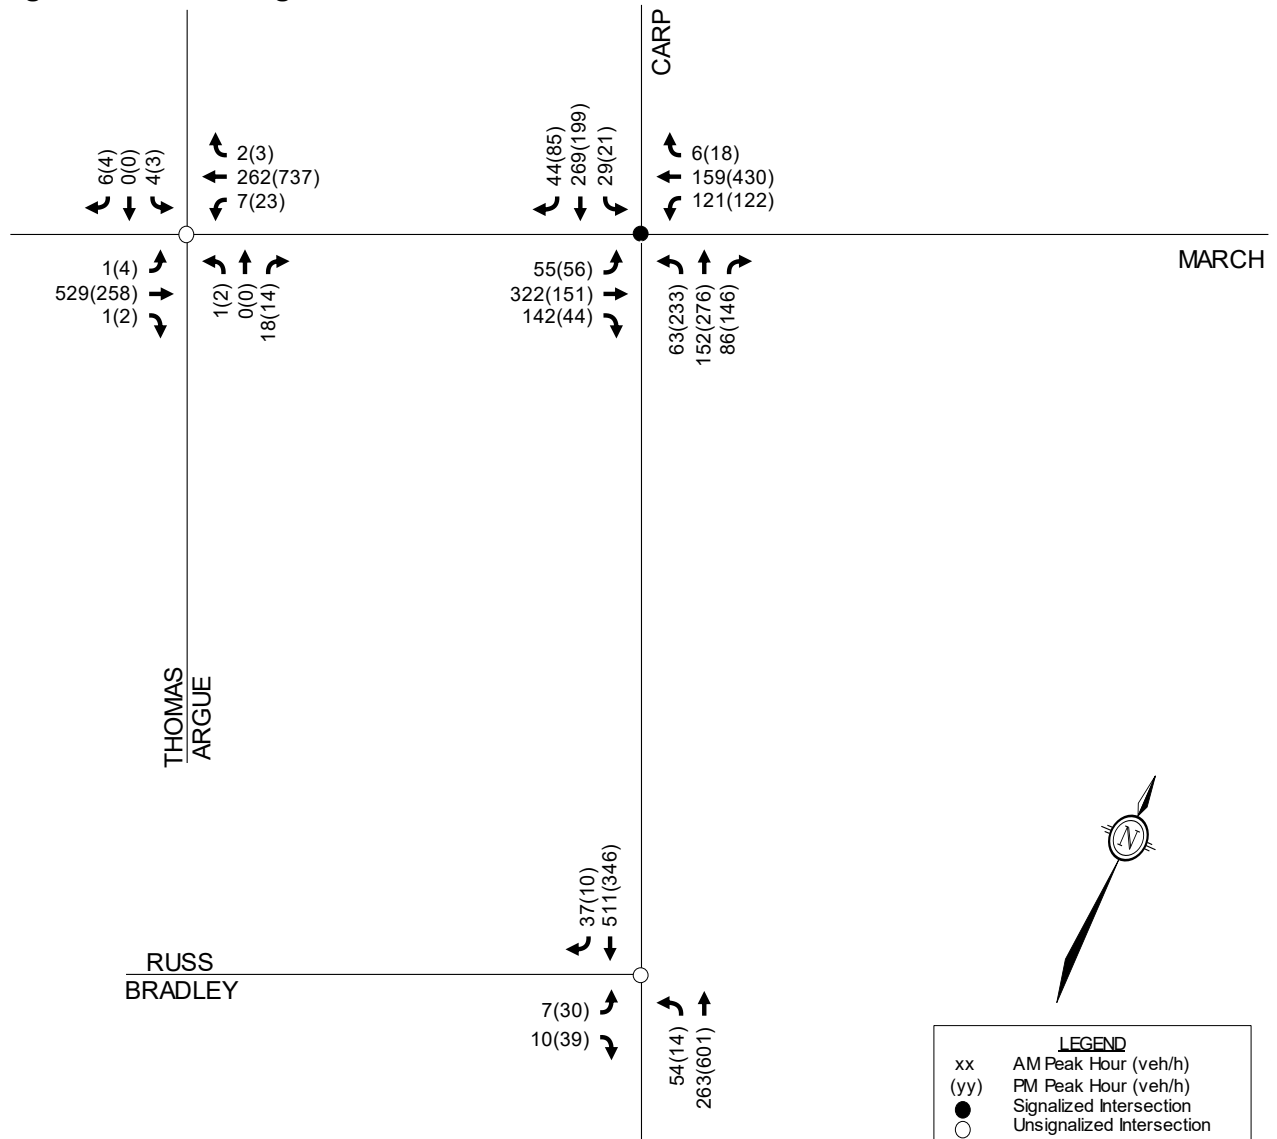 CARP
6(4)
0(0)
4(3)
2(3)
262(737)
7(23)
44(85)
269(199)
29(21)
6(18)
159(430)
121(122)
MARCH
1(4)
529(258)
1(2)
1(2)
0(0)
18(14)
55(56)
322(151)
142(44)
63(233)
152(276)
86(146)
THOMAS
ARGUE
N
37(10)
511(346)
RUSS
BRADLEY
7(30)
10(39)
54(14)
263(601)
LEGEND
xx AM Peak Hour (veh/h)
(yy) PM Peak Hour (veh/h)
Signalized Intersection
Unsignalized Intersection